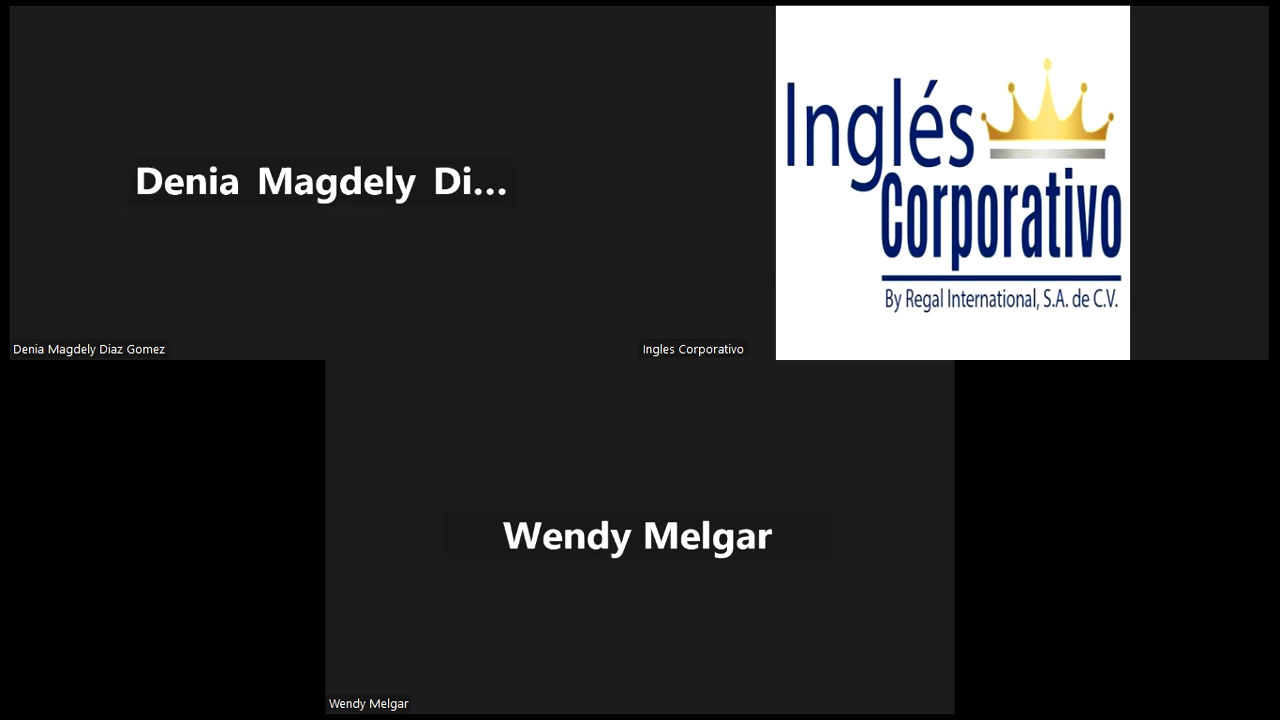 Denia Magdely Di...
Denia Magdely Diaz Gomez
Inglés
Corporativo
By Regal International, S.A. de C.V.
Ingles Corporativo
Wendy Melgar
Wendy Melgar